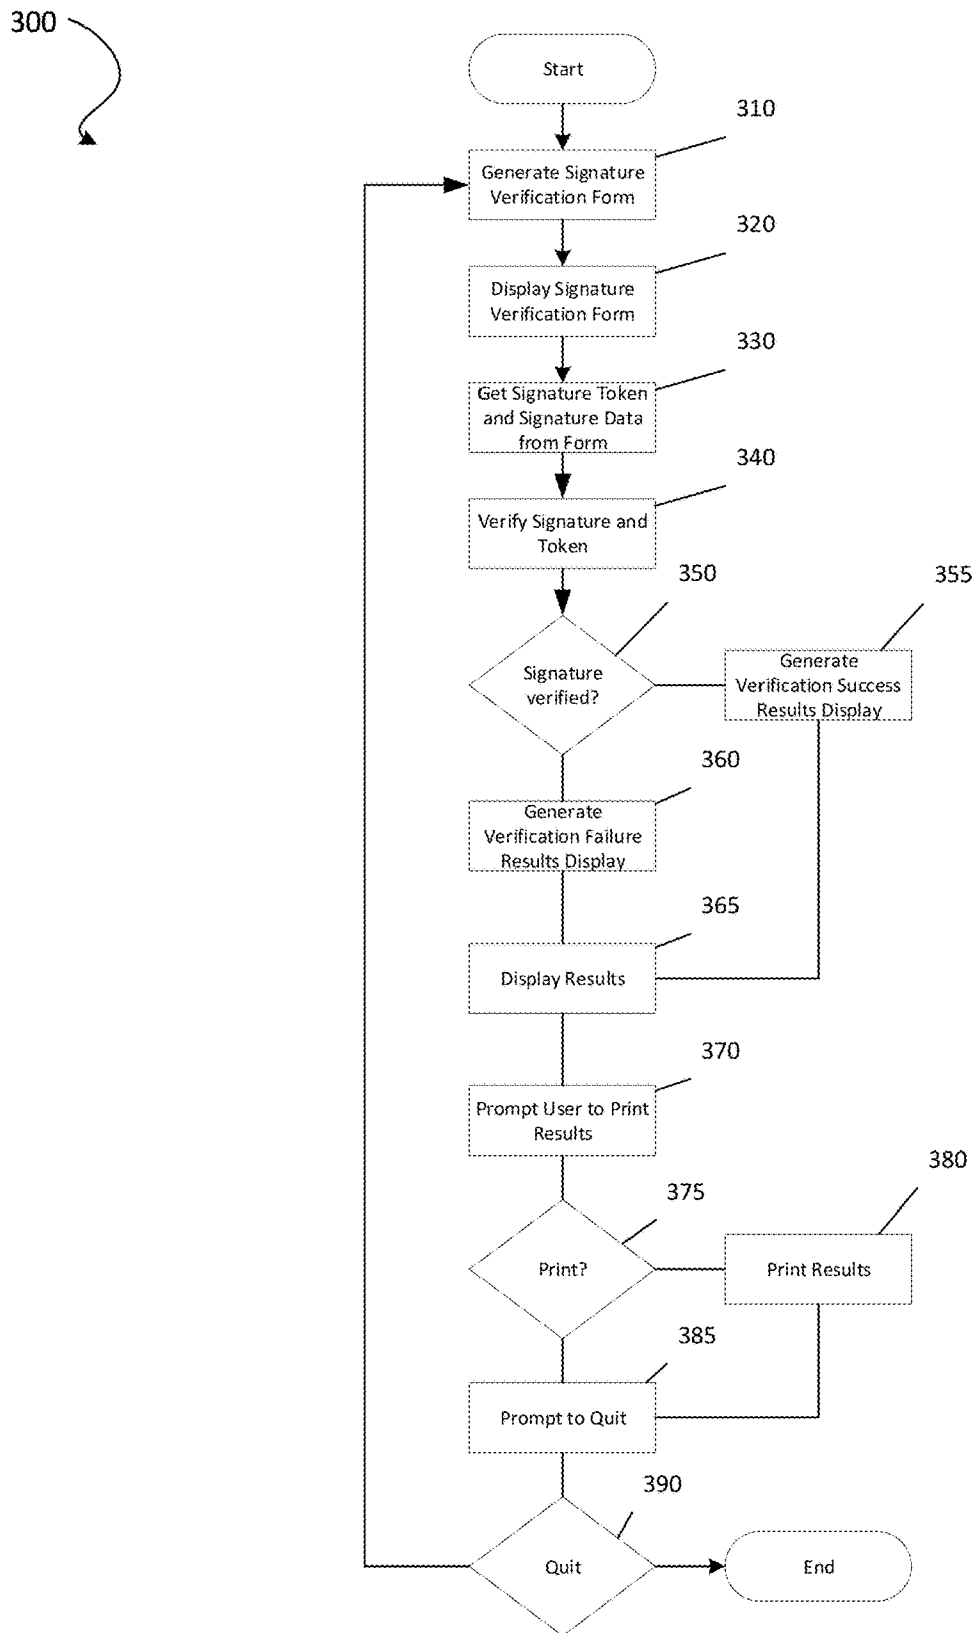 300
Start
310
Generate Signature
Verification Form
320
Display Signature
Verification Form
330
Get Signature Token
and Signature Data
from Form
340
Verify Signature and
Token
350
Signature
verified?
355
Generate
Verification Success
Results Display
360
Generate
Verification Failure
Results Display
365
Display Results
370
Prompt User to Print
Results
375
Print?
380
Print Results
385
Prompt to Quit
390
Quit
End